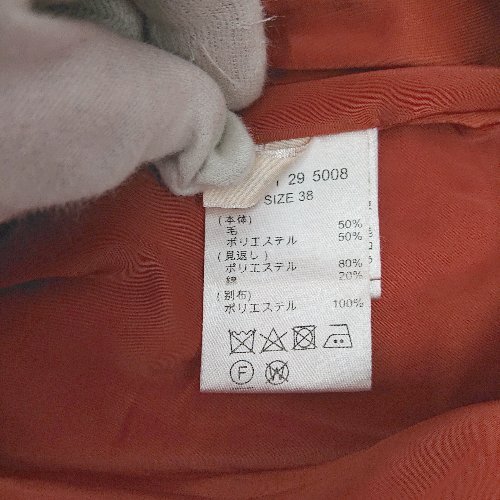 29 5008
SIZE 38
(本体)
毛 50%
ポリエステル 50%
(見返し)
ポリエステル 80%
綿 20%
(別布)
ポリエステル 100%
F
W